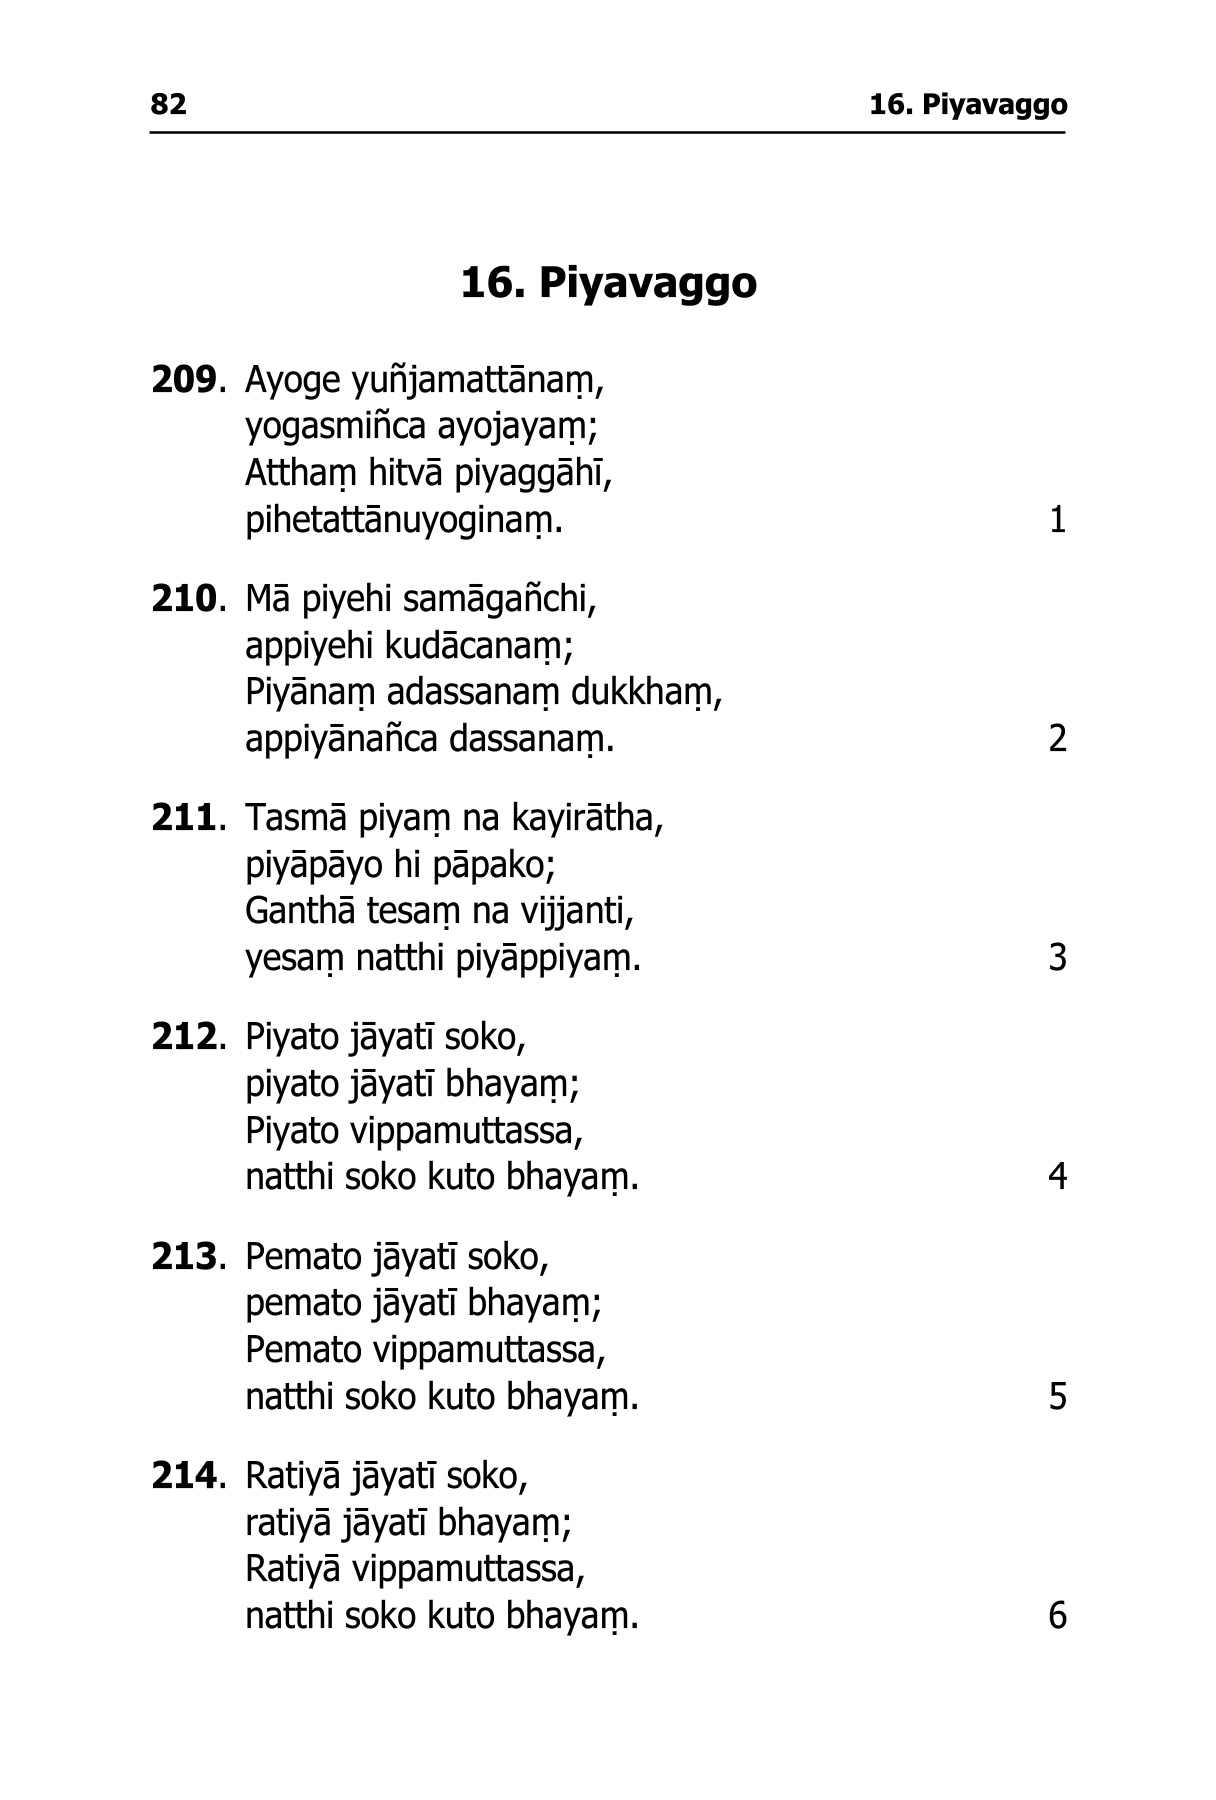 82 16. Piyavaggo
16. Piyavaggo
209. Ayoge yuñjamattānaṃ,
yogasmiñca ayojayaṃ;
Atthaṃ hitvā piyaggāhī,
pihetattānuyoginaṃ. 1
210. Mā piyehi samāgañchi,
appiyehi kudācanaṃ;
Piyānaṃ adassanaṃ dukkhaṃ,
appiyānañca dassanaṃ. 2
211. Tasmā piyaṃ na kayirātha,
piyāpāyo hi pāpako;
Ganthā tesaṃ na vijjanti,
yesaṃ natthi piyāppiyaṃ. 3
212. Piyato jāyatī soko,
piyato jāyatī bhayaṃ;
Piyato vippamuttassa,
natthi soko kuto bhayaṃ. 4
213. Pemato jāyatī soko,
pemato jāyatī bhayaṃ;
Pemato vippamuttassa,
natthi soko kuto bhayaṃ. 5
214. Ratiyā jāyatī soko,
ratiyā jāyatī bhayaṃ;
Ratiyā vippamuttassa,
natthi soko kuto bhayaṃ. 6